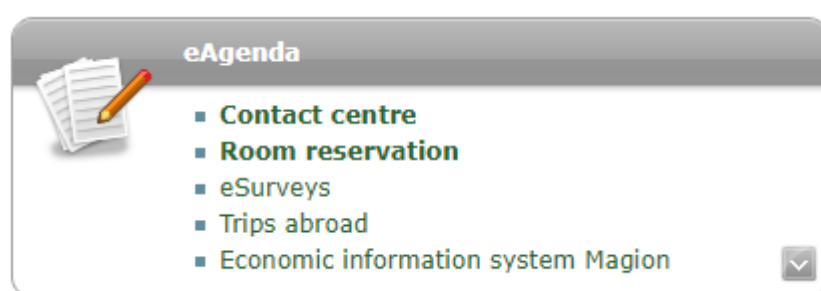 eAgenda
Contact centre
Room reservation
eSurveys
Trips abroad
Economic information system Magion